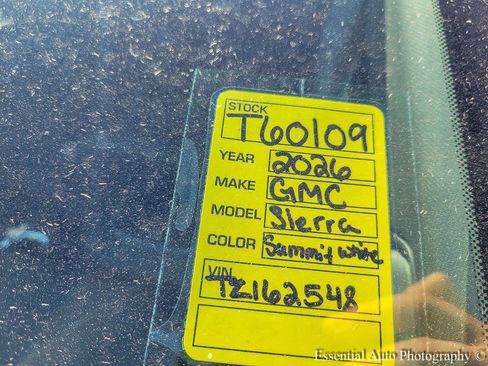 STOCK
T60109
YEAR 2026
MAKE GMC
MODEL Sierra
COLOR Summit White
VIN
TZ162548
Essential Auto Photography ©